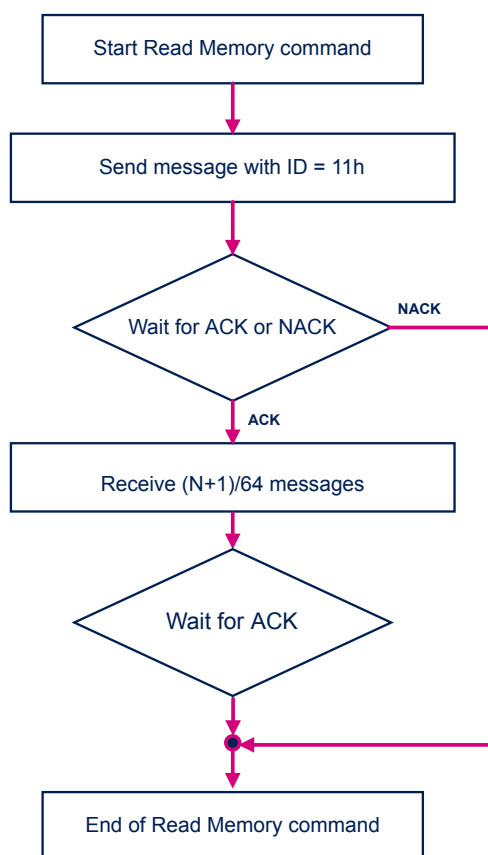 Start Read Memory command
Send message with ID = 11h
Wait for ACK or NACK
NACK
ACK
Receive (N+1)/64 messages
Wait for ACK
End of Read Memory command